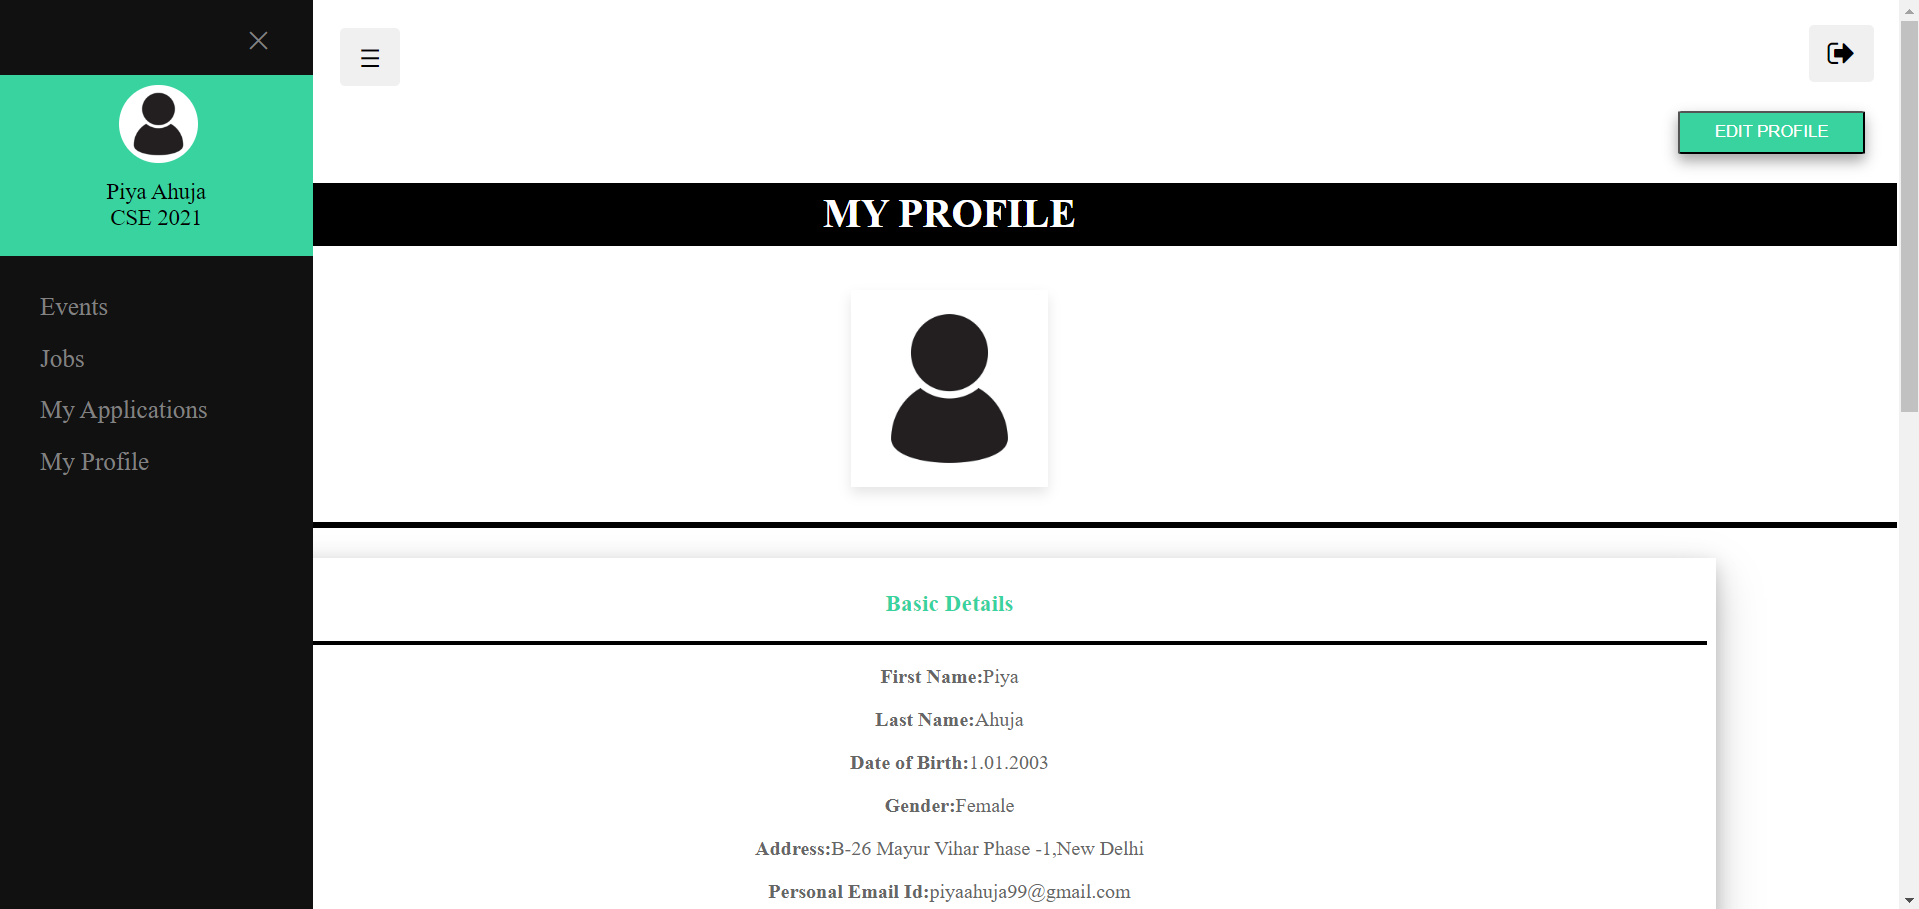 Piya Ahuja
CSE 2021
Events
Jobs
My Applications
My Profile
EDIT PROFILE
MY PROFILE
Basic Details
First Name:Piya
Last Name:Ahuja
Date of Birth:1.01.2003
Gender:Female
Address:B-26 Mayur Vihar Phase -1,New Delhi
Personal Email Id:piyaahuja99@gmail.com